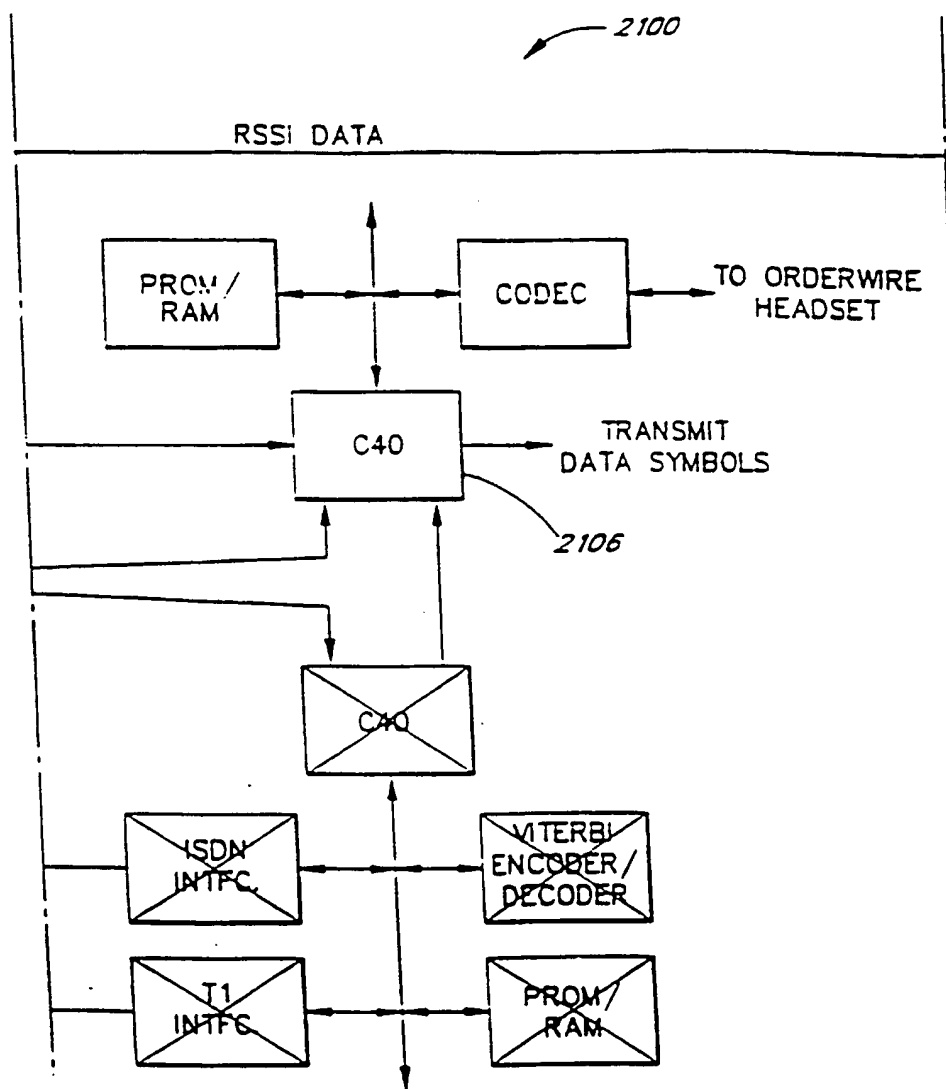 2100
RSSI DATA
PROM/
RAM
CODEC
TO ORDERWIRE
HEADSET
C40
TRANSMIT
DATA SYMBOLS
2106
C40
ISDN
INTFC.
VITERBI
ENCODER/
DECODER
T1
INTFC
PROM/
RAM